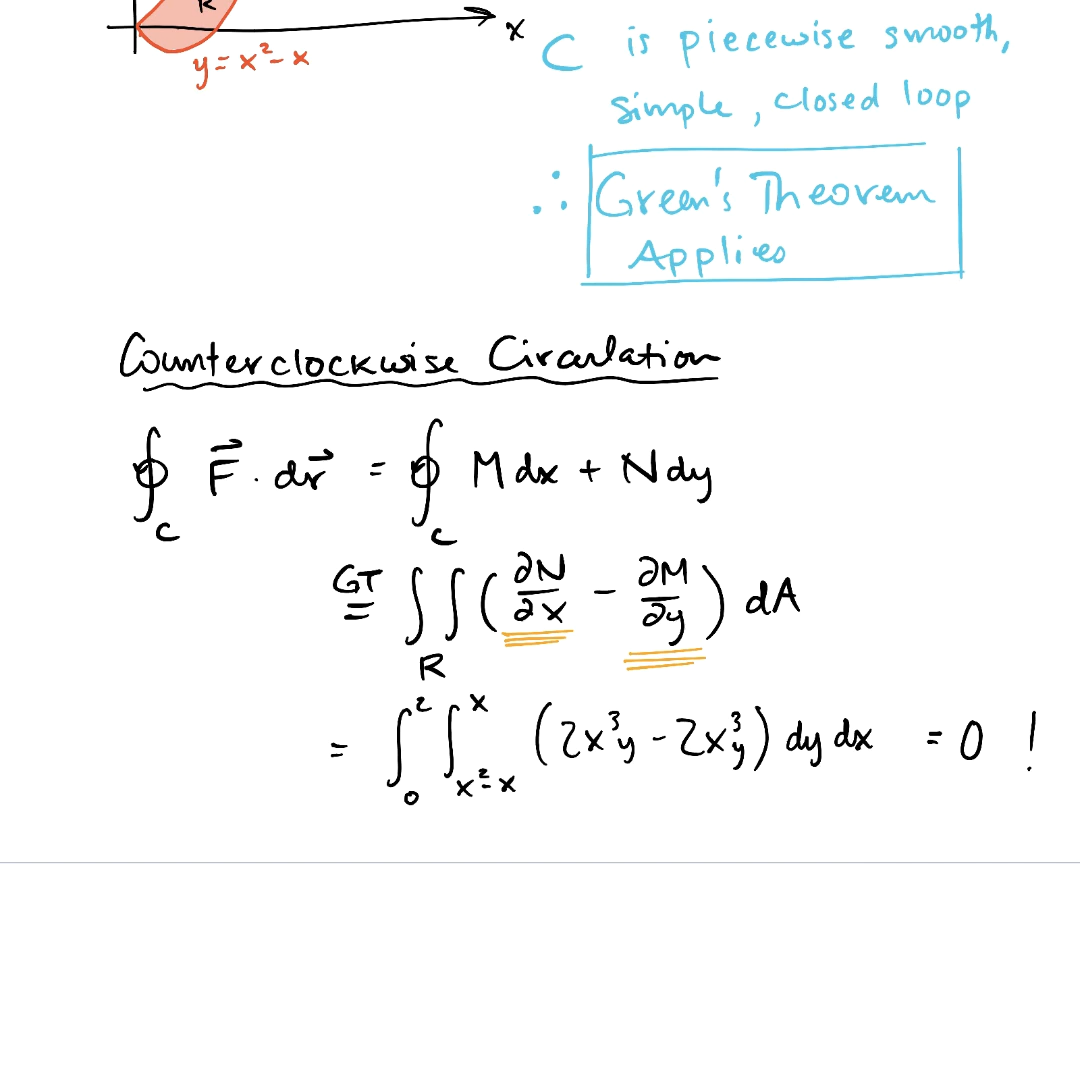 R
x
y = x² - x
C is piecewise smooth,
simple, closed loop
∴ Green's Theorem
Applies
Counterclockwise Circulation
∮_C F⃗ · dr⃗ = ∮_C M dx + N dy
GT= ∫∫_R (∂N/∂x - ∂M/∂y) dA
= ∫_0^2 ∫_{x²-x}^x (2x³y - 2x³y) dy dx = 0 !